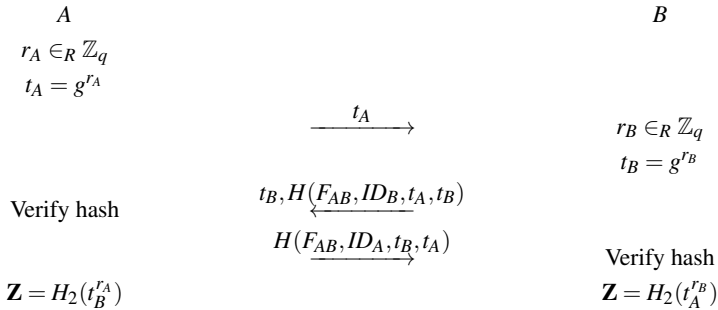 A B
r_A ∈_R ℤ_q
t_A = g^{r_A}
t_A
r_B ∈_R ℤ_q
t_B = g^{r_B}
t_B, H(F_{AB}, ID_B, t_A, t_B)
Verify hash
H(F_{AB}, ID_A, t_B, t_A)
Verify hash
Z = H_2(t_B^{r_A}) Z = H_2(t_A^{r_B})